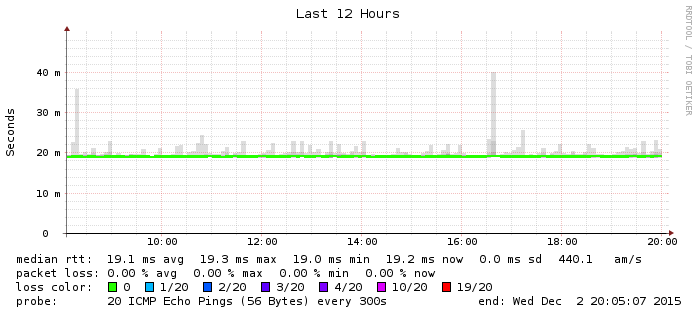 Last 12 Hours
RRDTOOL / TOBI OETIKER
Seconds
40 m
30 m
20 m
10 m
0
10:00 12:00 14:00 16:00 18:00 20:00
median rtt: 19.1 ms avg 19.3 ms max 19.0 ms min 19.2 ms now 0.0 ms sd 440.1 am/s
packet loss: 0.00 % avg 0.00 % max 0.00 % min 0.00 % now
loss color: 0 1/20 2/20 3/20 4/20 10/20 19/20
probe: 20 ICMP Echo Pings (56 Bytes) every 300s end: Wed Dec 2 20:05:07 2015